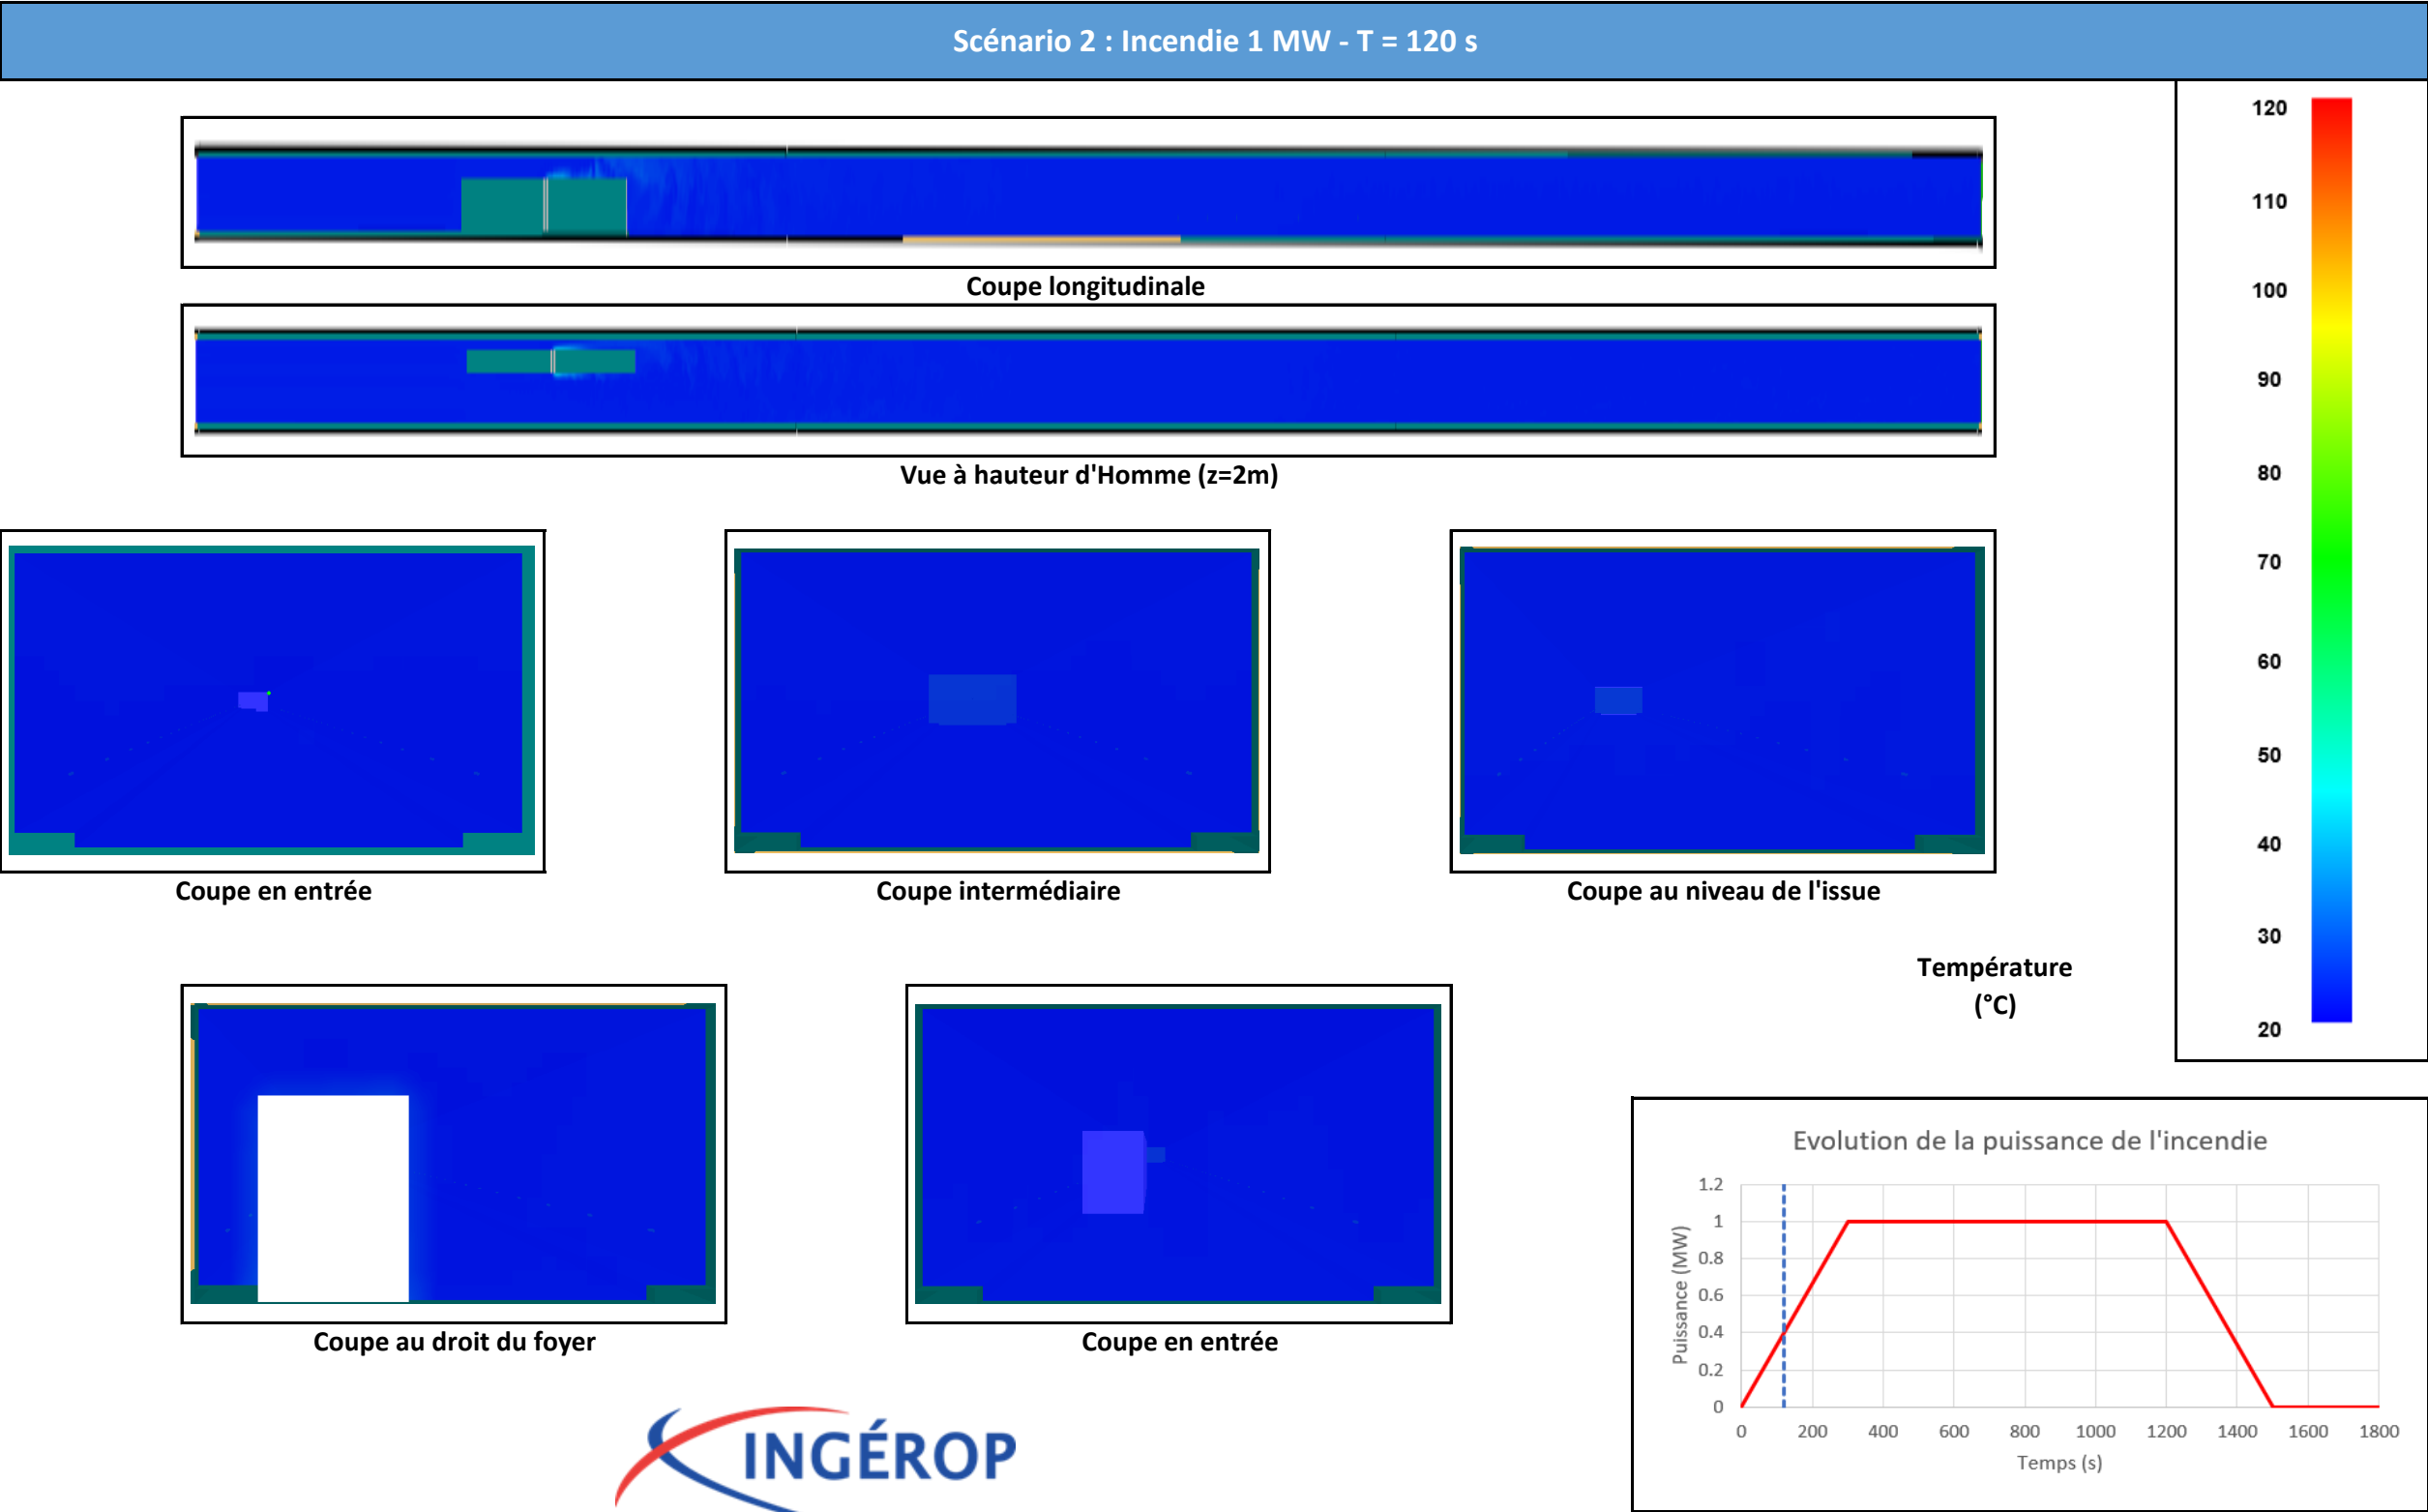 Scénario 2 : Incendie 1 MW - T = 120 s
Coupe longitudinale
Vue à hauteur d'Homme (z=2m)
Coupe en entrée
Coupe intermédiaire
Coupe au niveau de l'issue
Coupe au droit du foyer
Coupe en entrée
Température
(°C)
120
110
100
90
80
70
60
50
40
30
20
Evolution de la puissance de l'incendie
Puissance (MW)
1.2
1
0.8
0.6
0.4
0.2
0
0 200 400 600 800 1000 1200 1400 1600 1800
Temps (s)
INGÉROP